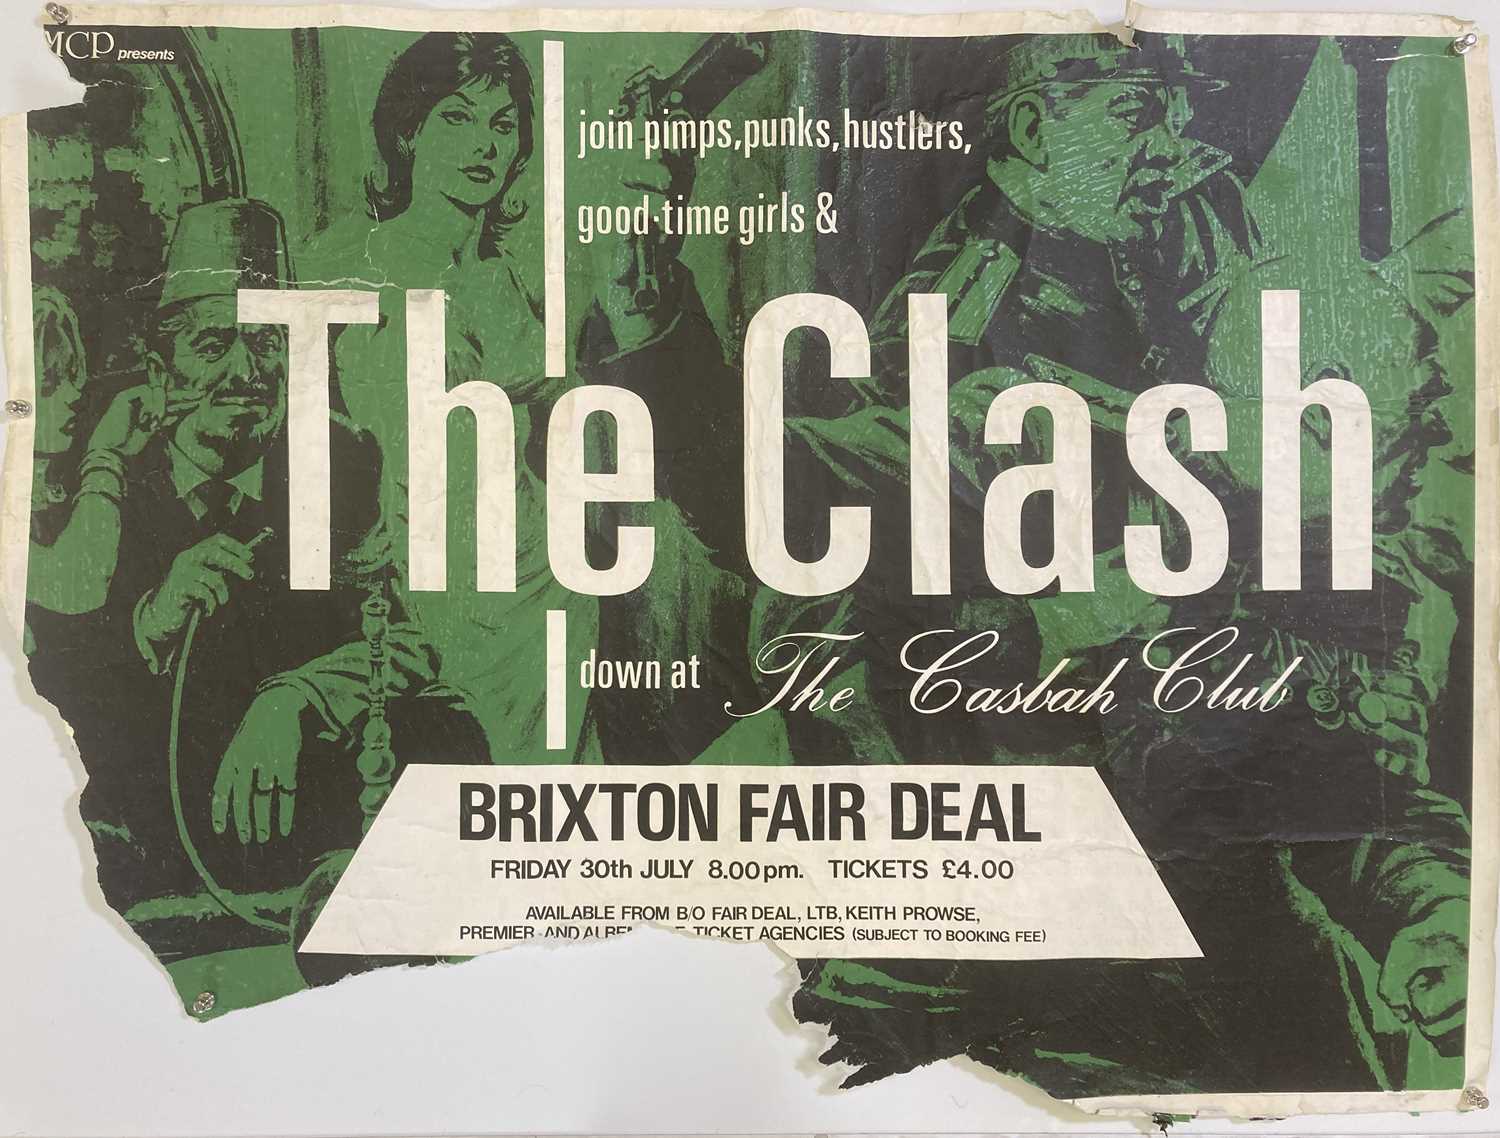 MCP presents
join pimps, punks, hustlers,
good-time girls &
The Clash
down at The Casbah Club
BRIXTON FAIR DEAL
FRIDAY 30th JULY 8.00pm. TICKETS £4.00
AVAILABLE FROM B/O FAIR DEAL, LTB, KEITH PROWSE,
PREMIER AND TICKET AGENCIES (SUBJECT TO BOOKING FEE)